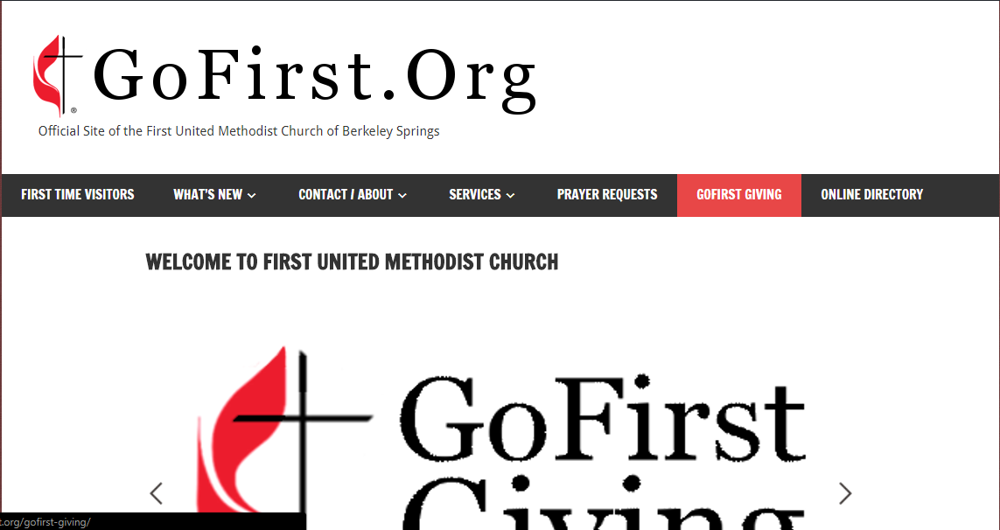 GoFirst.Org
®
Official Site of the First United Methodist Church of Berkeley Springs
FIRST TIME VISITORS WHAT'S NEW CONTACT / ABOUT SERVICES PRAYER REQUESTS GOFIRST GIVING ONLINE DIRECTORY
WELCOME TO FIRST UNITED METHODIST CHURCH
GoFirst
Giving
t.org/gofirst-giving/